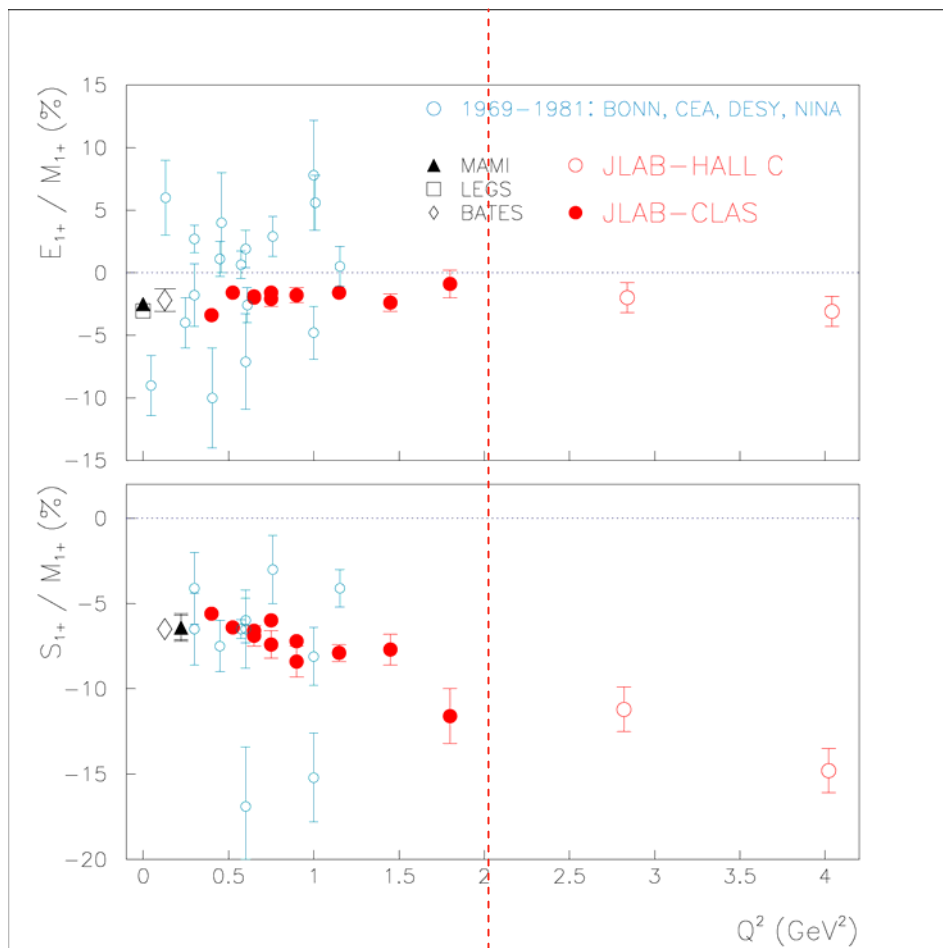 E₁₊ / M₁₊ (%)
15
10
5
0
−5
−10
−15
1969−1981: BONN, CEA, DESY, NINA
MAMI
LEGS
BATES
JLAB−HALL C
JLAB−CLAS
S₁₊ / M₁₊ (%)
0
−5
−10
−15
−20
0 0.5 1 1.5 2 2.5 3 3.5 4
Q² (GeV²)